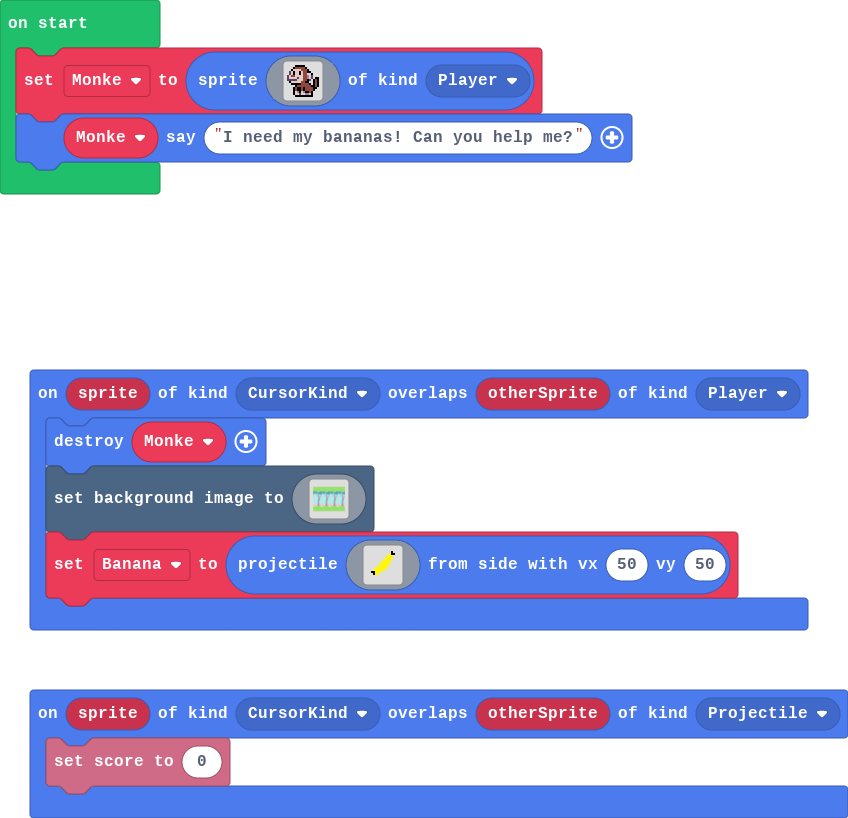 on start
set Monke to sprite of kind Player
Monke say "I need my bananas! Can you help me?"
on sprite of kind CursorKind overlaps otherSprite of kind Player
destroy Monke
set background image to
set Banana to projectile from side with vx 50 vy 50
on sprite of kind CursorKind overlaps otherSprite of kind Projectile
set score to 0